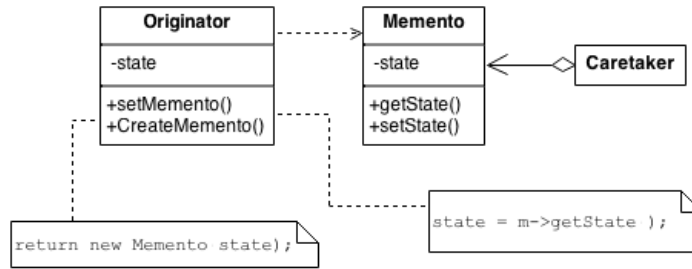 Originator
-state
+setMemento()
+CreateMemento()
Memento
-state
+getState()
+setState()
Caretaker
return new Memento state);
state = m->getState );